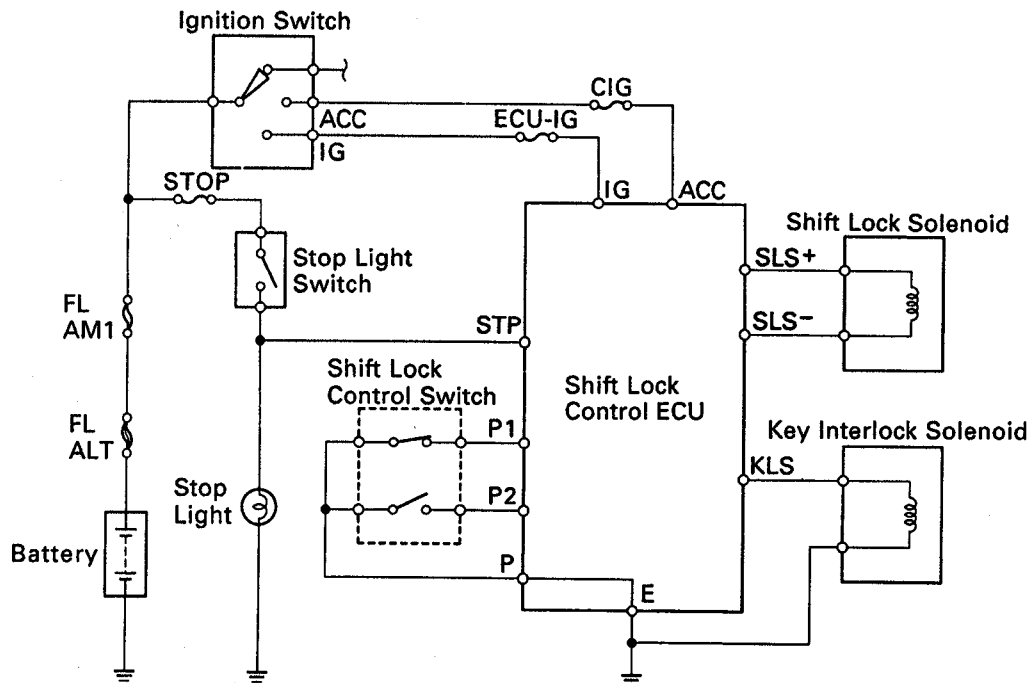 Ignition Switch
CIG
ACC
ECU-IG
IG
STOP
IG
ACC
Shift Lock Solenoid
Stop Light
Switch
SLS+
FL
AM1
STP
SLS−
Shift Lock
Control Switch
Shift Lock
Control ECU
FL
ALT
P1
Key Interlock Solenoid
KLS
Stop
Light
P2
Battery
P
E